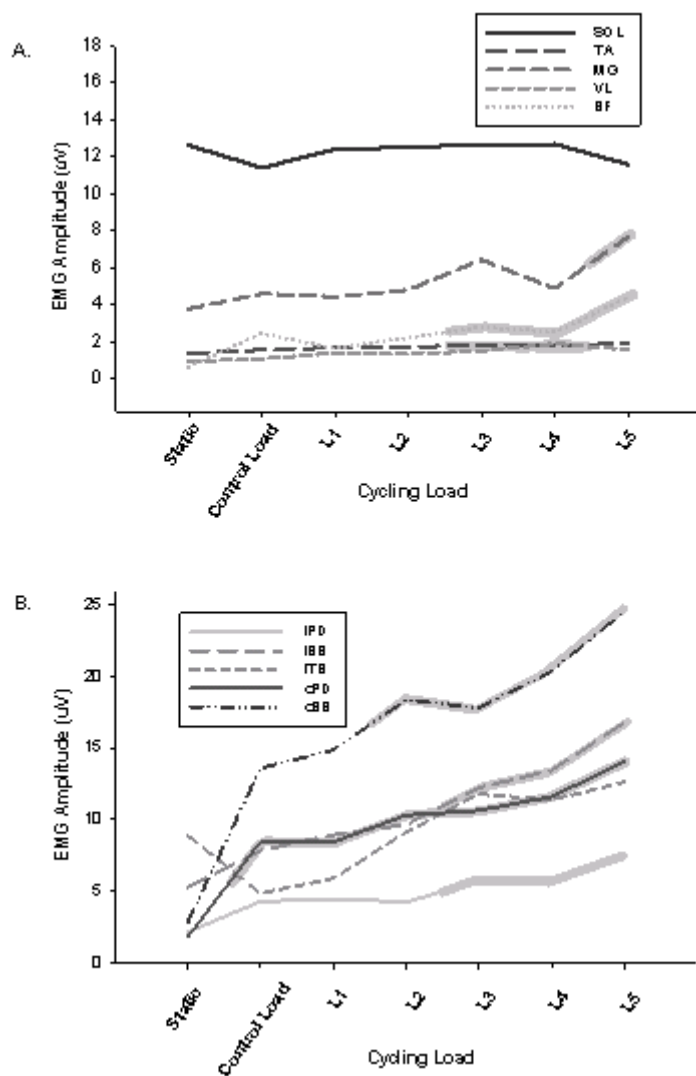 A.
18
16
14
12
10
8
6
4
2
0
EMG Amplitude (uV)
SOL
TA
MG
VL
BF
Static
Control Load
L1
L2
L3
L4
L5
Cycling Load
B.
25
20
15
10
5
0
EMG Amplitude (uV)
iPD
iBB
iTB
cPD
cBB
Static
Control Load
L1
L2
L3
L4
L5
Cycling Load